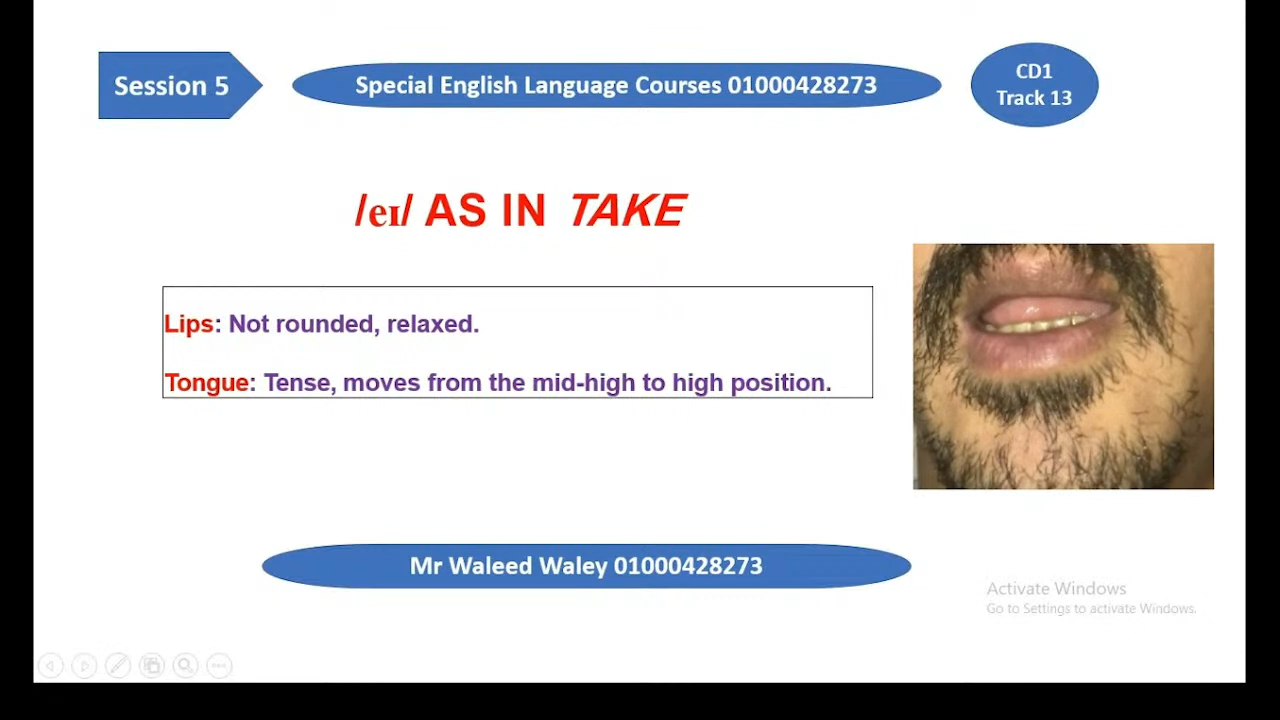 Session 5
Special English Language Courses 01000428273
CD1
Track 13
/eɪ/ AS IN TAKE
Lips: Not rounded, relaxed.
Tongue: Tense, moves from the mid-high to high position.
Mr Waleed Waley 01000428273
Activate Windows
Go to Settings to activate Windows.